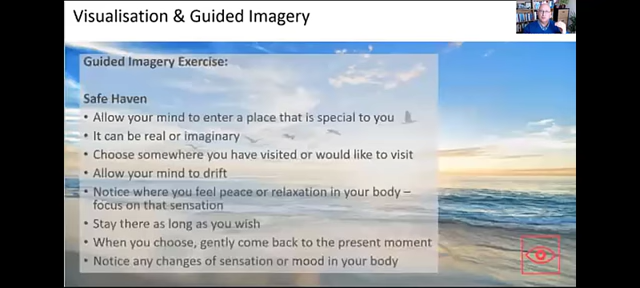 Visualisation & Guided Imagery
Guided Imagery Exercise:
Safe Haven
• Allow your mind to enter a place that is special to you
• It can be real or imaginary
• Choose somewhere you have visited or would like to visit
• Allow your mind to drift
• Notice where you feel peace or relaxation in your body –
focus on that sensation
• Stay there as long as you wish
• When you choose, gently come back to the present moment
• Notice any changes of sensation or mood in your body